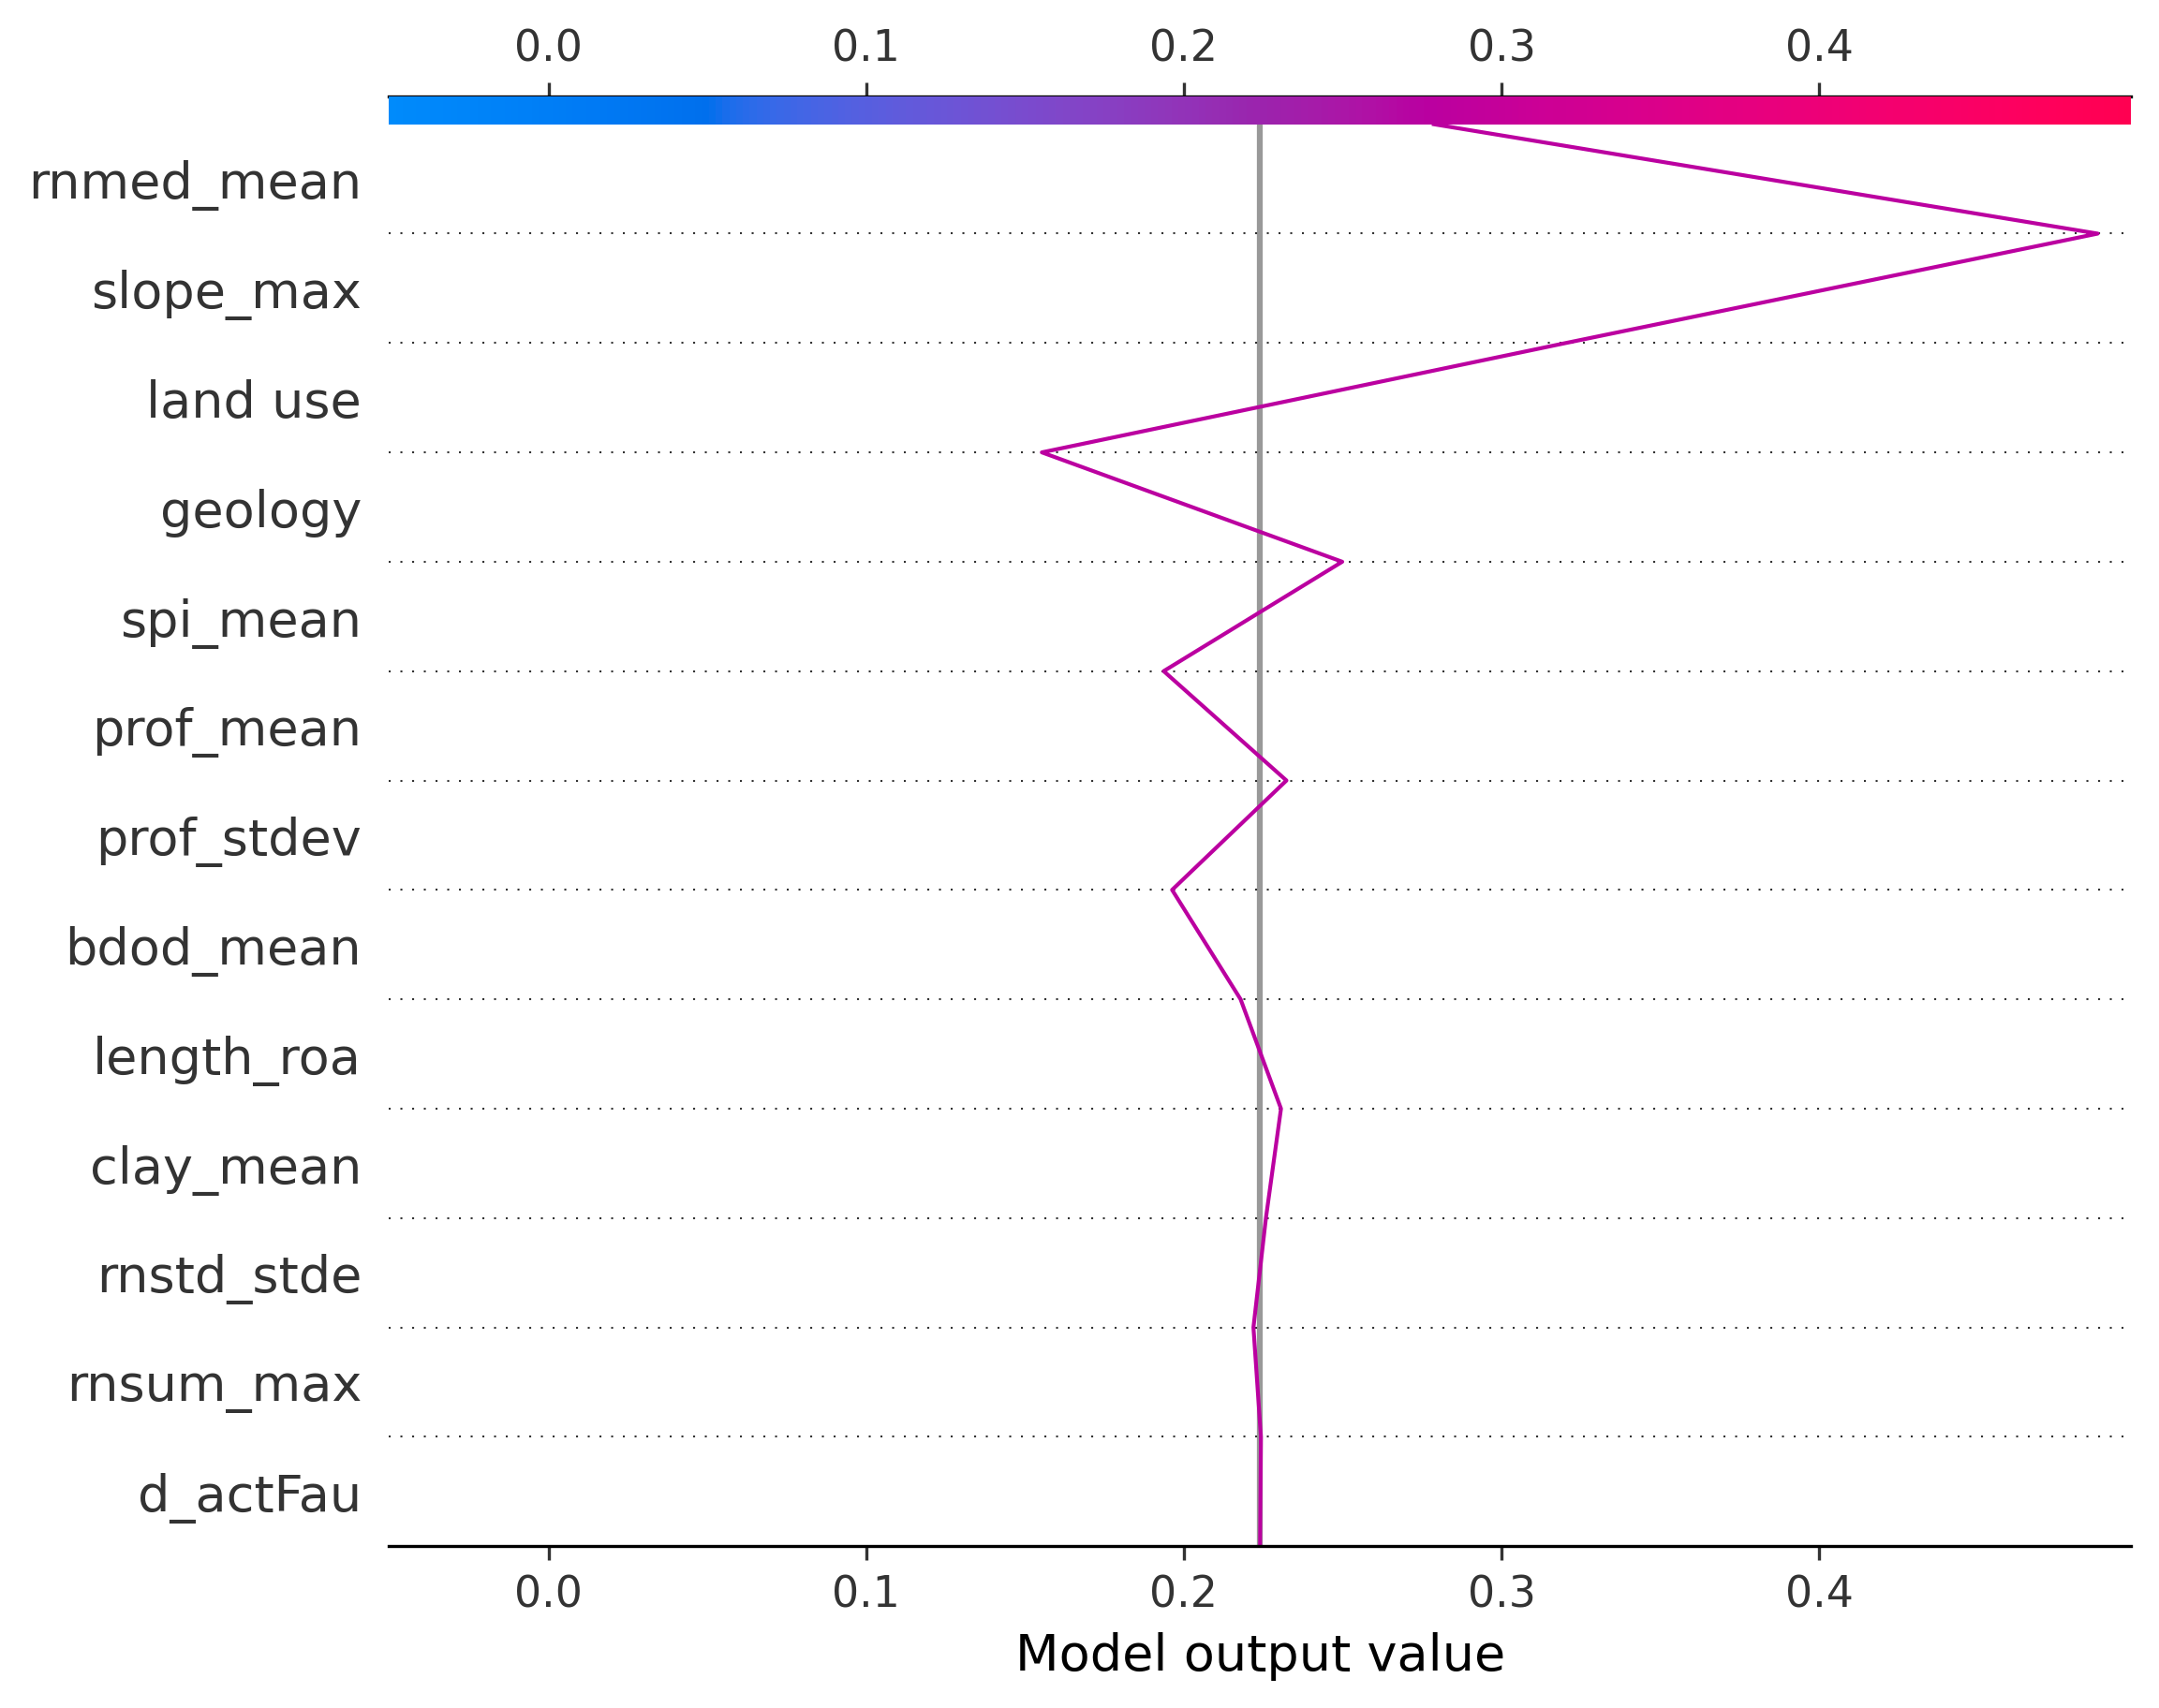 0.0 0.1 0.2 0.3 0.4
rnmed_mean
slope_max
land use
geology
spi_mean
prof_mean
prof_stdev
bdod_mean
length_roa
clay_mean
rnstd_stde
rnsum_max
d_actFau
0.0 0.1 0.2 0.3 0.4
Model output value